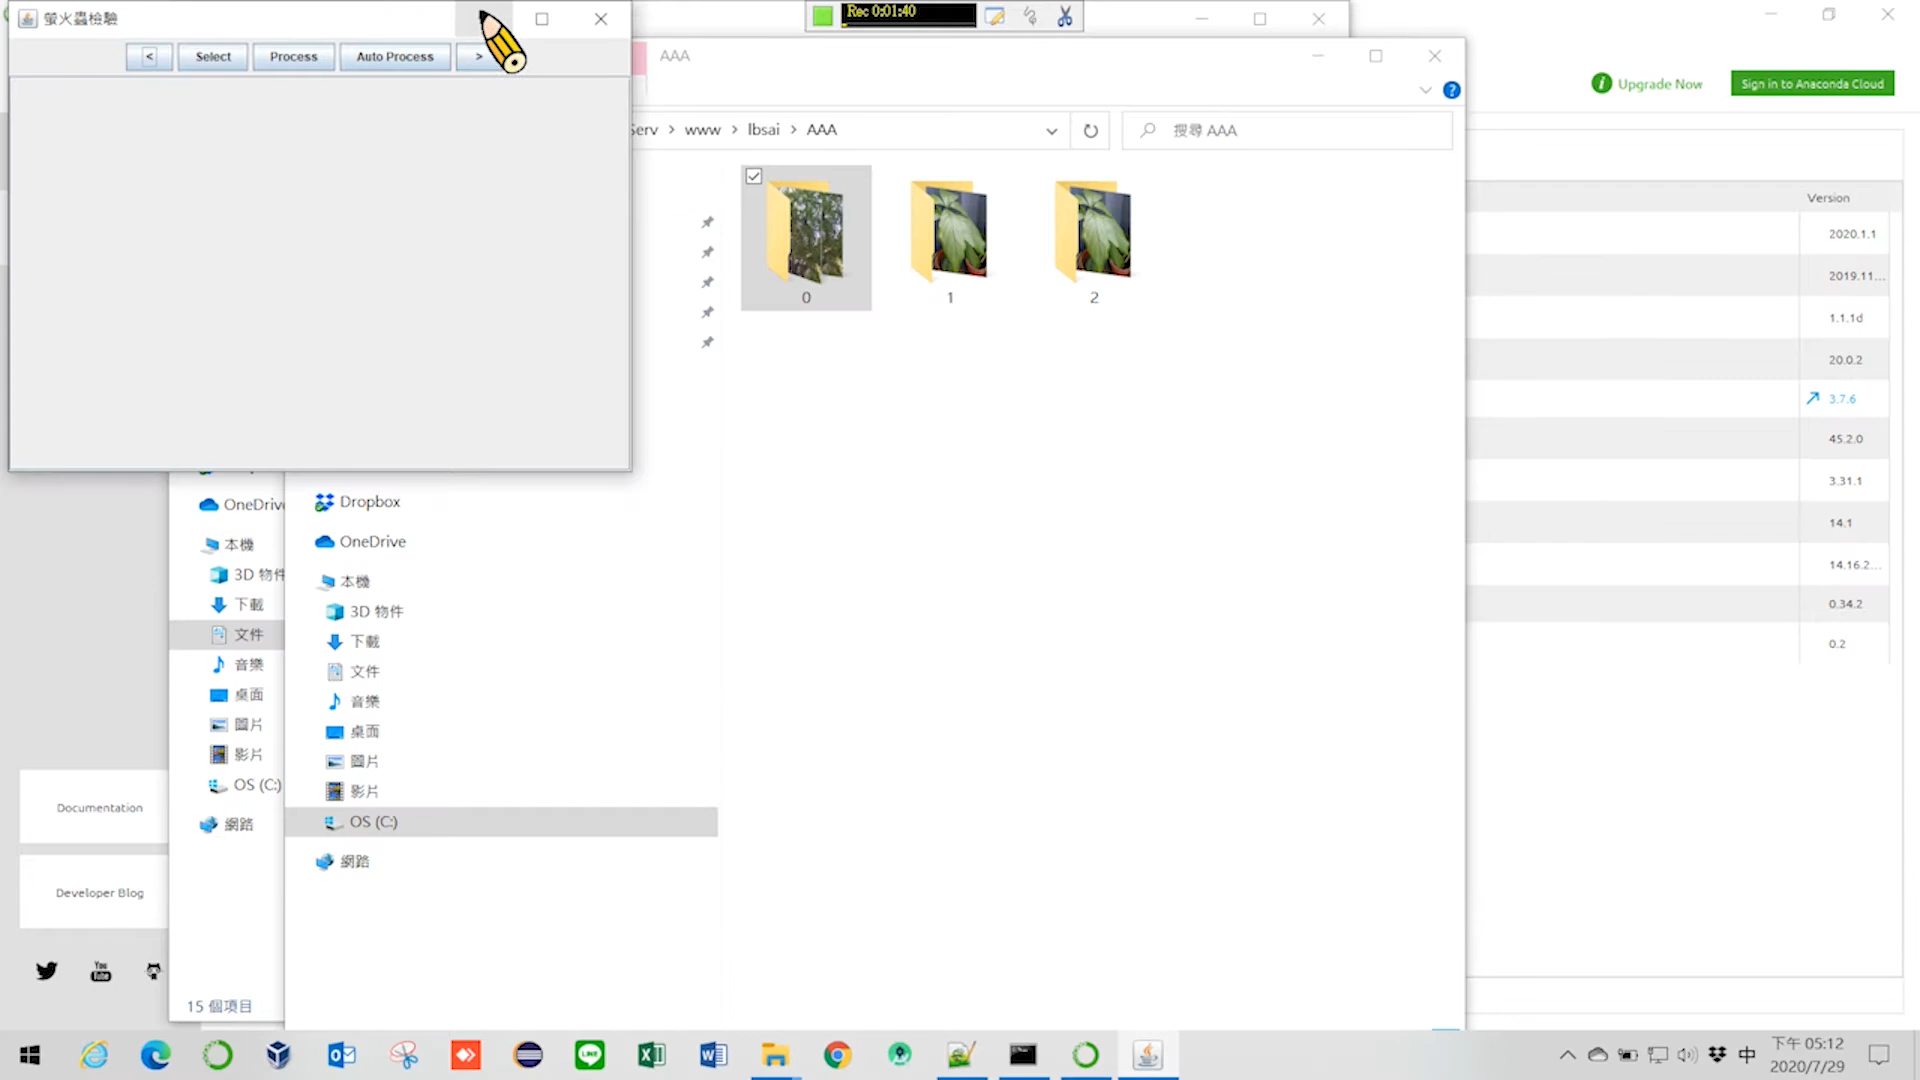 螢火蟲檢驗
<
Select
Process
Auto Process
>
Rec 0:01:40
AAA
Serv
www
lbsai
AAA
搜尋 AAA
0
1
2
Upgrade Now
Sign in to Anaconda Cloud
Version
2020.1.1
2019.11...
1.1.1d
20.0.2
3.7.6
45.2.0
3.31.1
14.1
14.16.2...
0.34.2
0.2
OneDrive
本機
3D 物件
下載
文件
音樂
桌面
圖片
影片
OS (C:)
網路
15 個項目
Dropbox
OneDrive
本機
3D 物件
下載
文件
音樂
桌面
圖片
影片
OS (C:)
網路
Documentation
Developer Blog
You
Tube
LINE
中
下午 05:12
2020/7/29